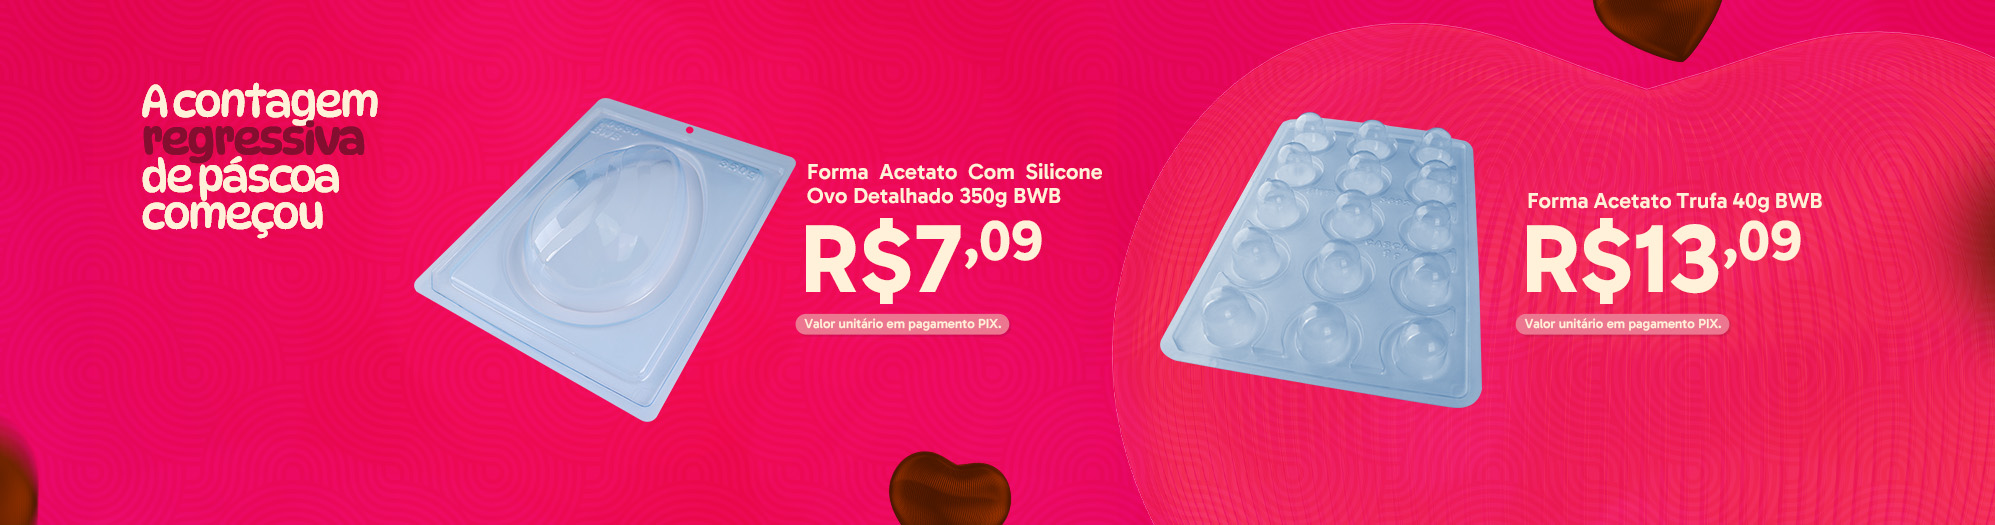 A contagem
regressiva
de páscoa
começou
Forma Acetato Com Silicone
Ovo Detalhado 350g BWB
R$7,09
Valor unitário em pagamento PIX.
Forma Acetato Trufa 40g BWB
R$13,09
Valor unitário em pagamento PIX.